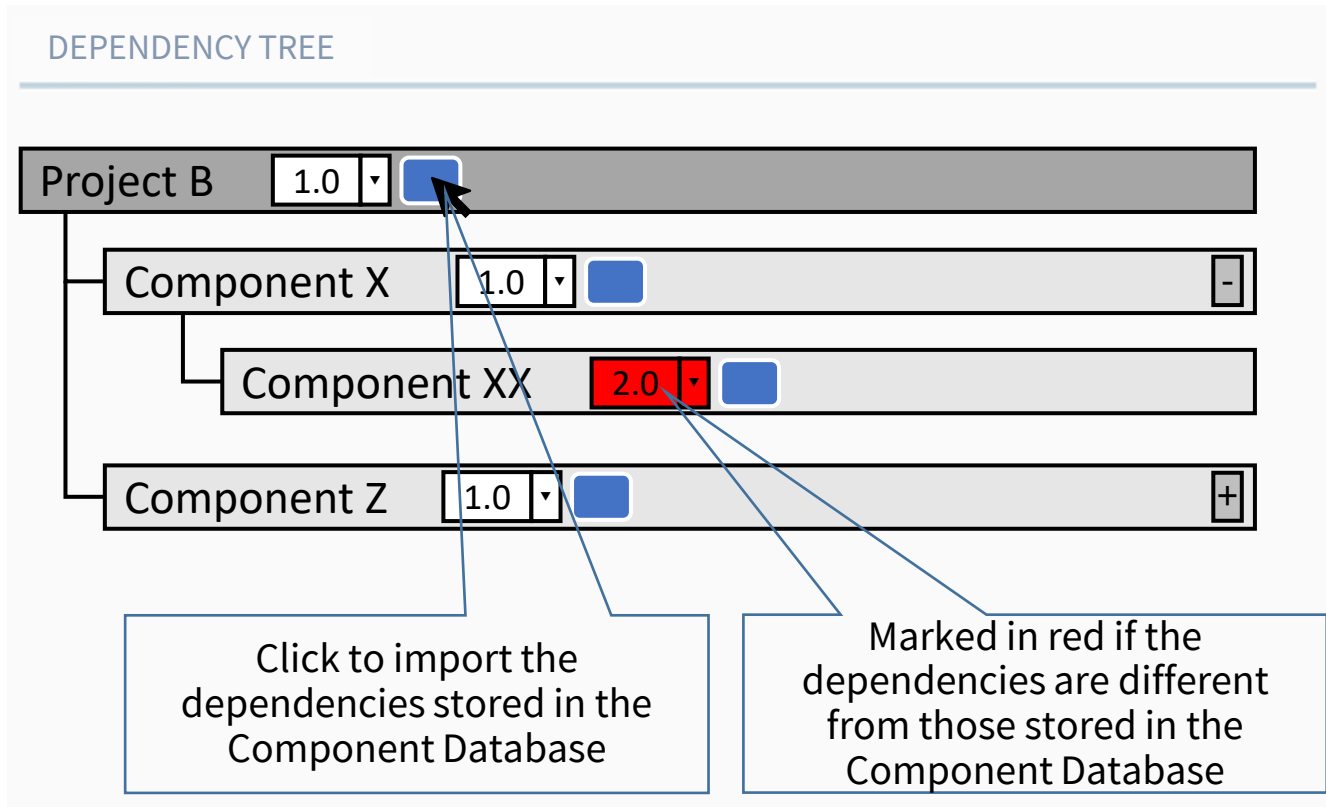 DEPENDENCY TREE
Project B 1.0 ▾
Component X 1.0 ▾ -
Component XX 2.0 ▾
Component Z 1.0 ▾ +
Click to import the
dependencies stored in the
Component Database
Marked in red if the
dependencies are different
from those stored in the
Component Database